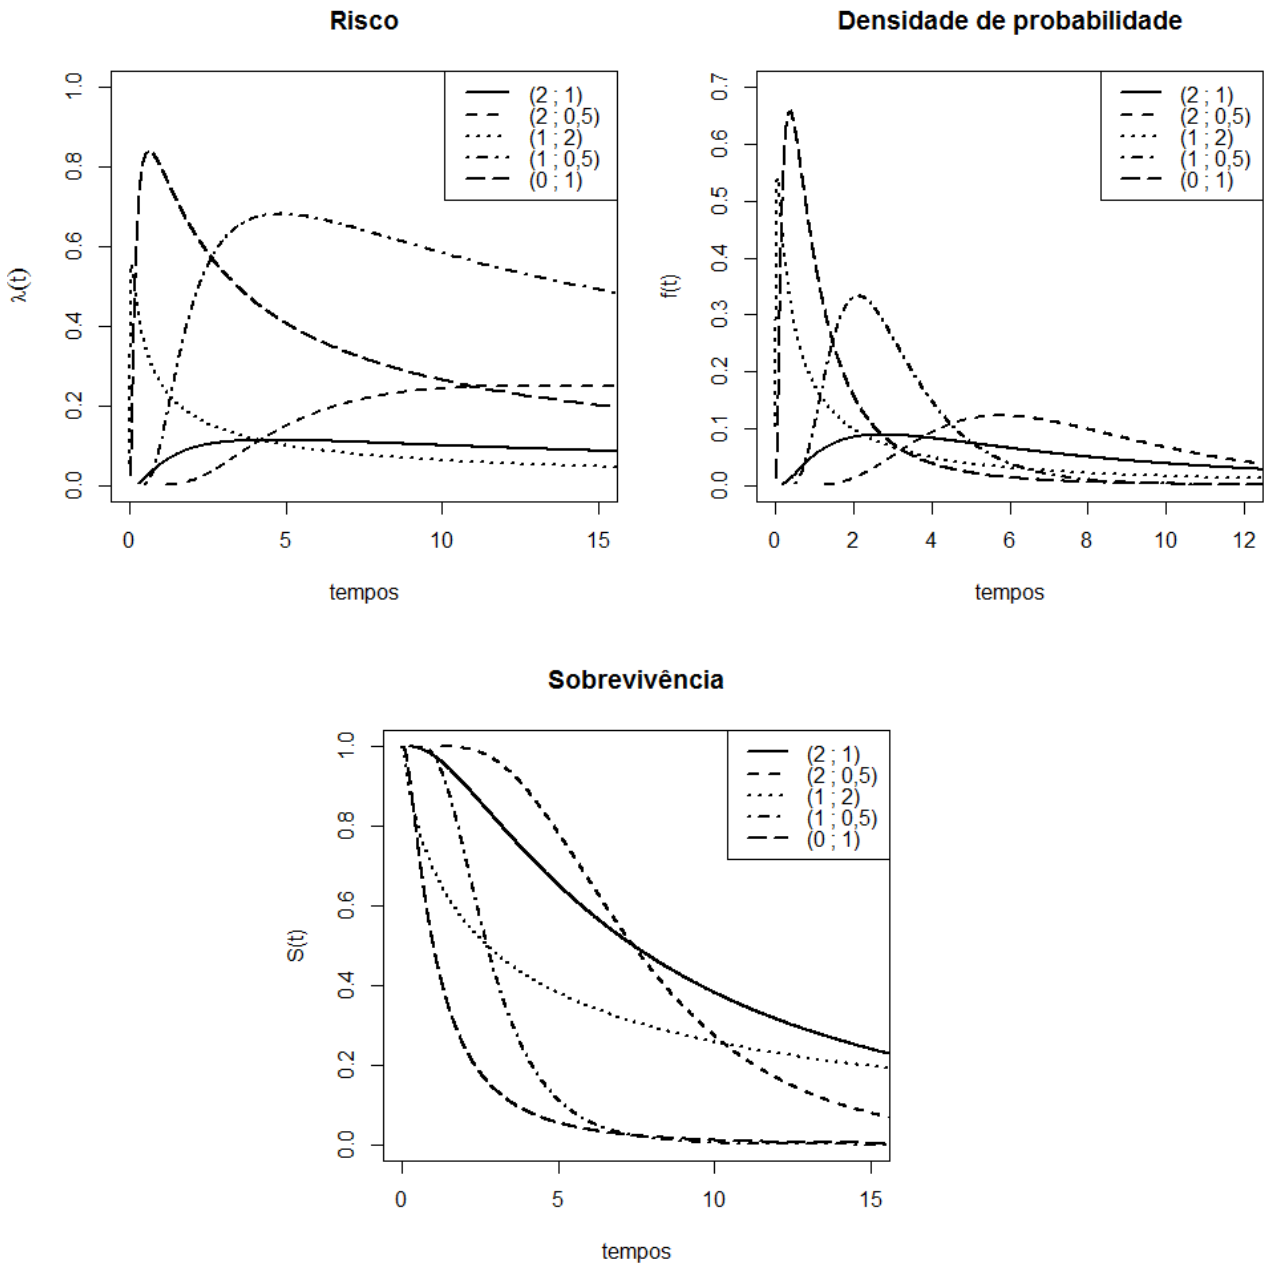 Risco
1.0
0.8
0.6
0.4
0.2
0.0
λ(t)
(2 ; 1)
(2 ; 0,5)
(1 ; 2)
(1 ; 0,5)
(0 ; 1)
0 5 10 15
tempos
Densidade de probabilidade
0.7
0.6
0.5
0.4
0.3
0.2
0.1
0.0
f(t)
(2 ; 1)
(2 ; 0,5)
(1 ; 2)
(1 ; 0,5)
(0 ; 1)
0 2 4 6 8 10 12
tempos
Sobrevivência
1.0
0.8
0.6
0.4
0.2
0.0
S(t)
(2 ; 1)
(2 ; 0,5)
(1 ; 2)
(1 ; 0,5)
(0 ; 1)
0 5 10 15
tempos